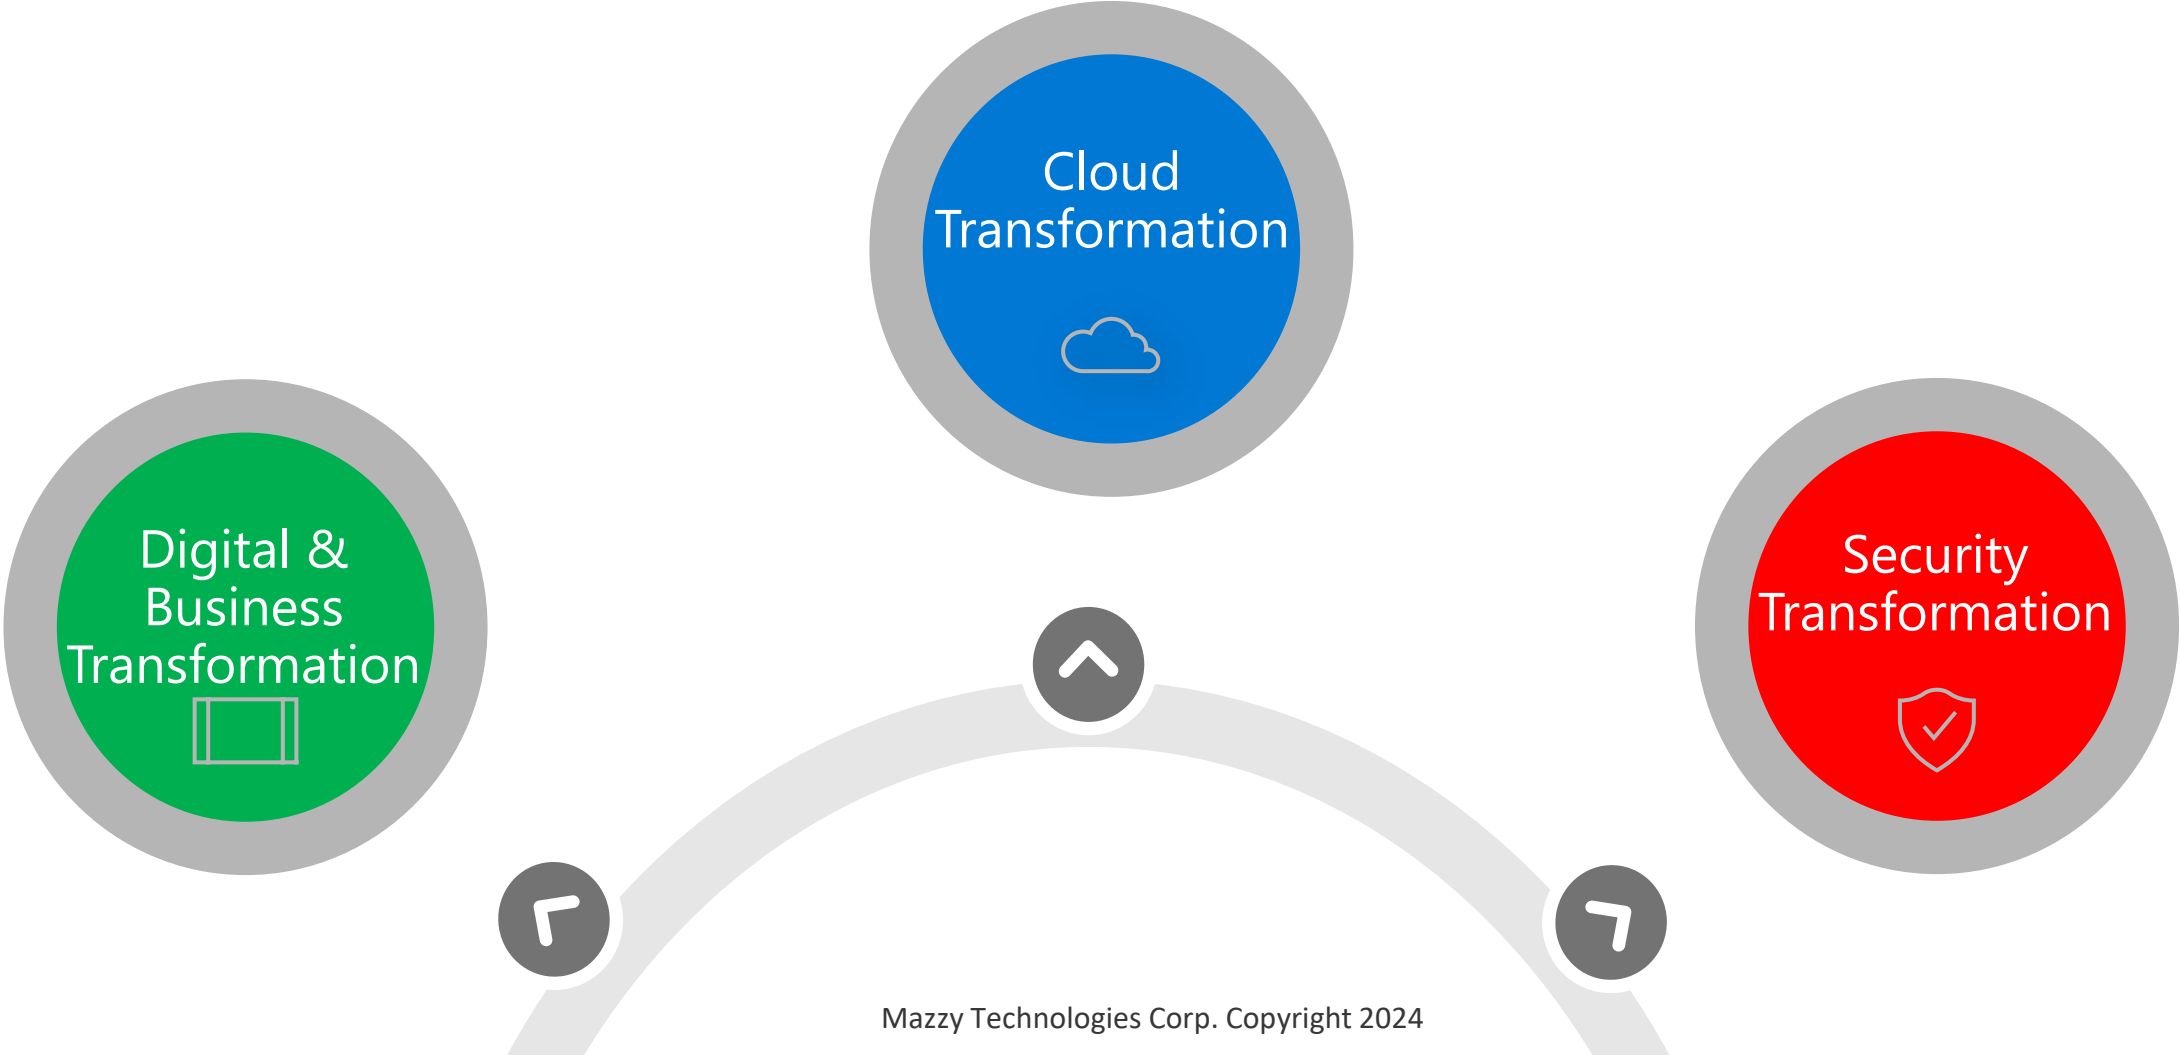 Cloud
Transformation
Digital &
Business
Transformation
Security
Transformation
Mazzy Technologies Corp. Copyright 2024